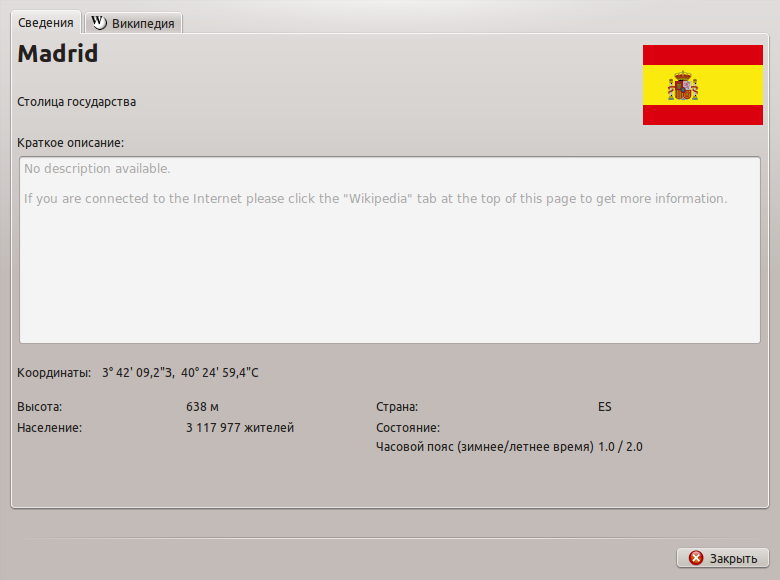 Сведения
W Википедия
Madrid
Столица государства
Краткое описание:
No description available.
If you are connected to the Internet please click the "Wikipedia" tab at the top of this page to get more information.
Координаты: 3° 42' 09,2"З, 40° 24' 59,4"С
Высота: 638 м Страна: ES
Население: 3 117 977 жителей Состояние:
Часовой пояс (зимнее/летнее время) 1.0 / 2.0
Закрыть